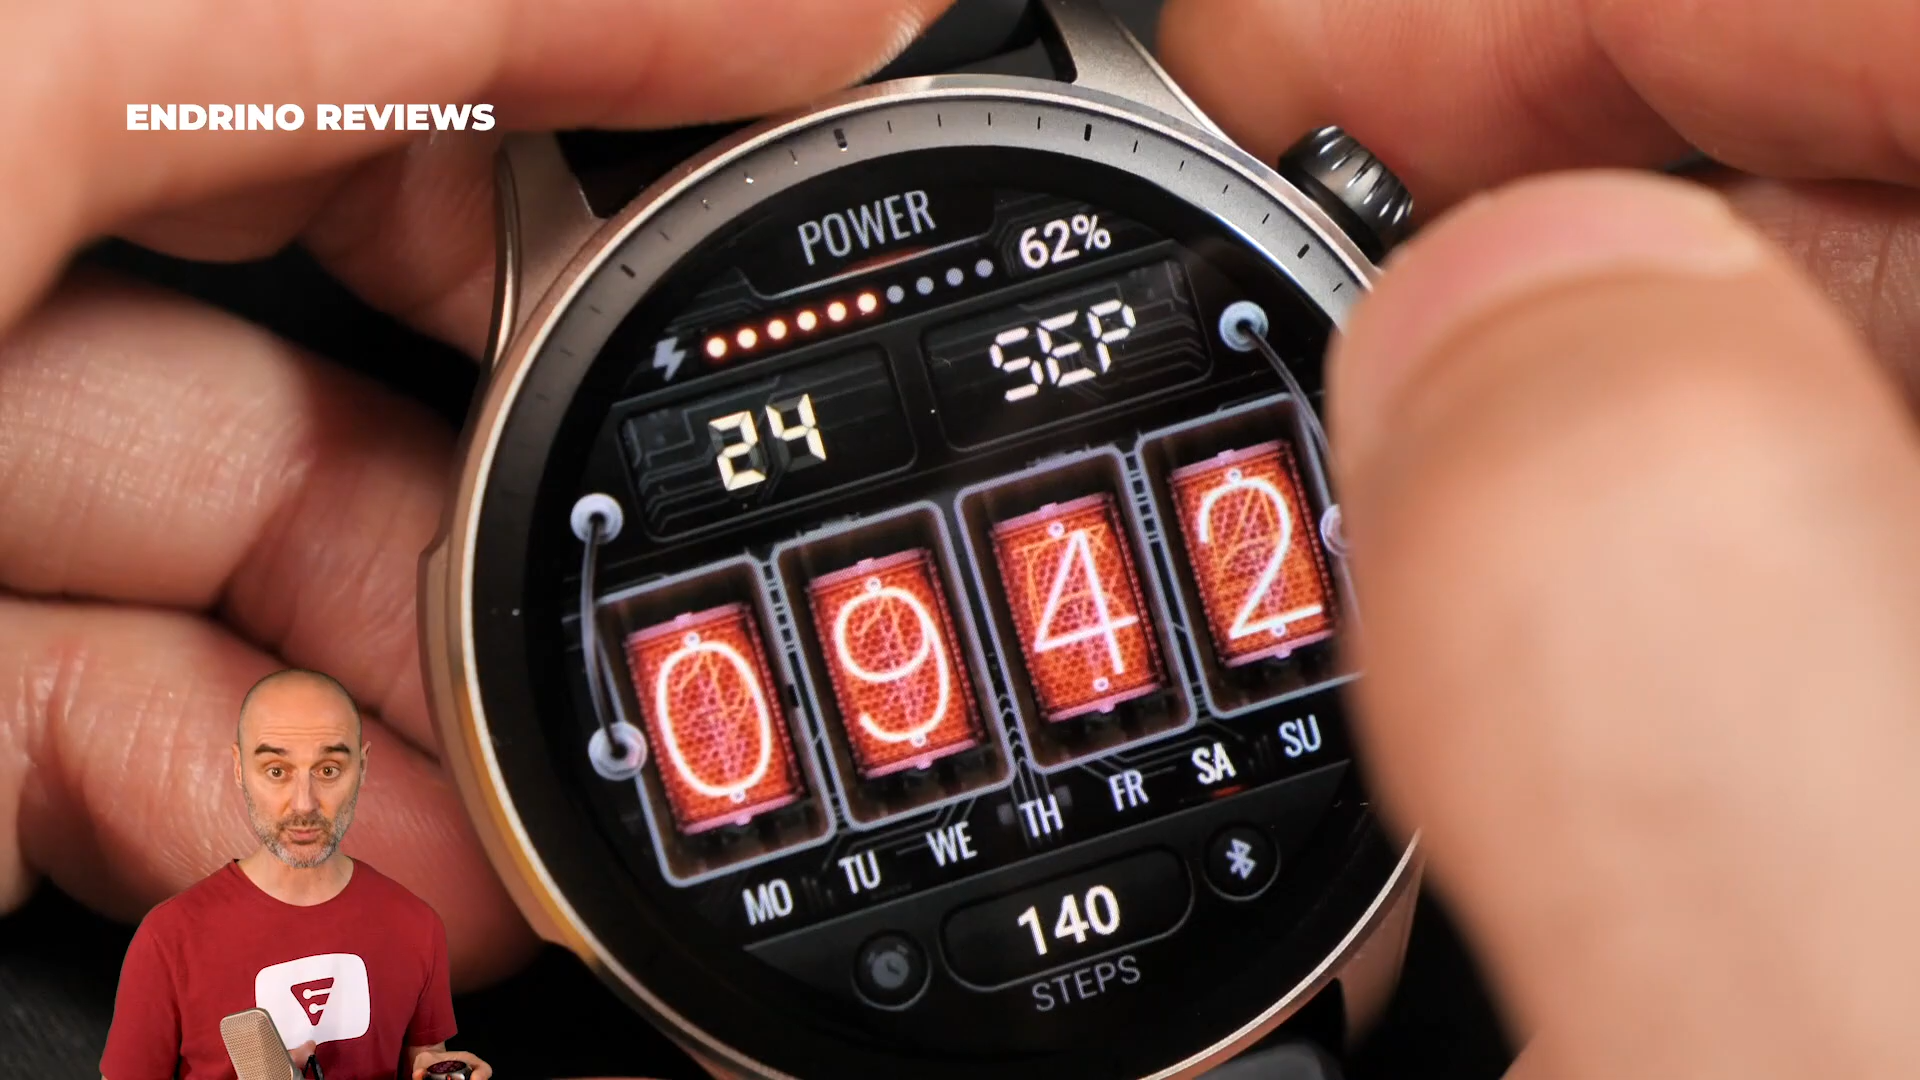 ENDRINO REVIEWS
POWER
62%
24 SEP
0942
MO TU WE TH FR SA SU
140
STEPS